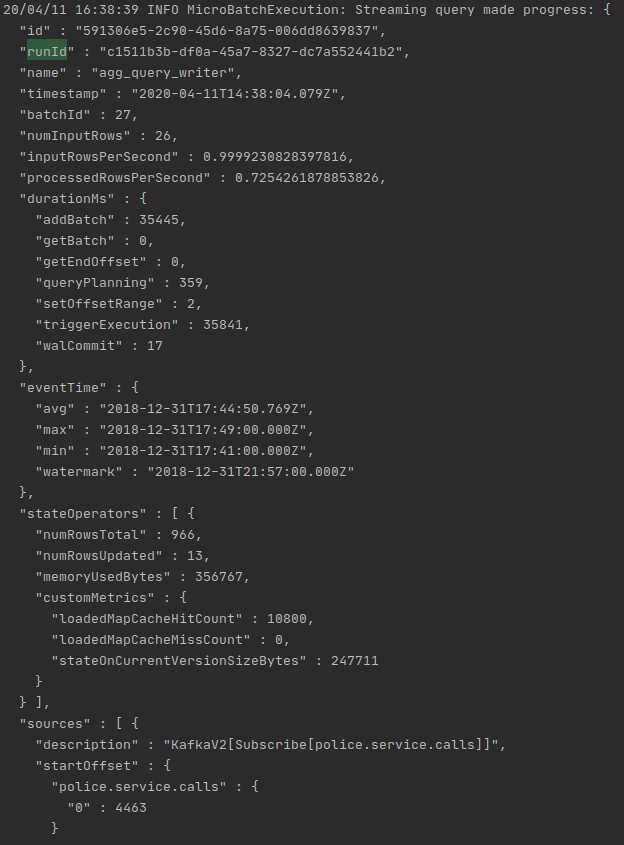 20/04/11 16:38:39 INFO MicroBatchExecution: Streaming query made progress: {
  "id" : "591306e5-2c90-45d6-8a75-006dd8639837",
  "runId" : "c1511b3b-df0a-45a7-8327-dc7a552441b2",
  "name" : "agg_query_writer",
  "timestamp" : "2020-04-11T14:38:04.079Z",
  "batchId" : 27,
  "numInputRows" : 26,
  "inputRowsPerSecond" : 0.9999230828397816,
  "processedRowsPerSecond" : 0.7254261878853826,
  "durationMs" : {
    "addBatch" : 35445,
    "getBatch" : 0,
    "getEndOffset" : 0,
    "queryPlanning" : 359,
    "setOffsetRange" : 2,
    "triggerExecution" : 35841,
    "walCommit" : 17
  },
  "eventTime" : {
    "avg" : "2018-12-31T17:44:50.769Z",
    "max" : "2018-12-31T17:49:00.000Z",
    "min" : "2018-12-31T17:41:00.000Z",
    "watermark" : "2018-12-31T21:57:00.000Z"
  },
  "stateOperators" : [ {
    "numRowsTotal" : 966,
    "numRowsUpdated" : 13,
    "memoryUsedBytes" : 356767,
    "customMetrics" : {
      "loadedMapCacheHitCount" : 10800,
      "loadedMapCacheMissCount" : 0,
      "stateOnCurrentVersionSizeBytes" : 247711
    }
  } ],
  "sources" : [ {
    "description" : "KafkaV2[Subscribe[police.service.calls]]",
    "startOffset" : {
      "police.service.calls" : {
        "0" : 4463
      }